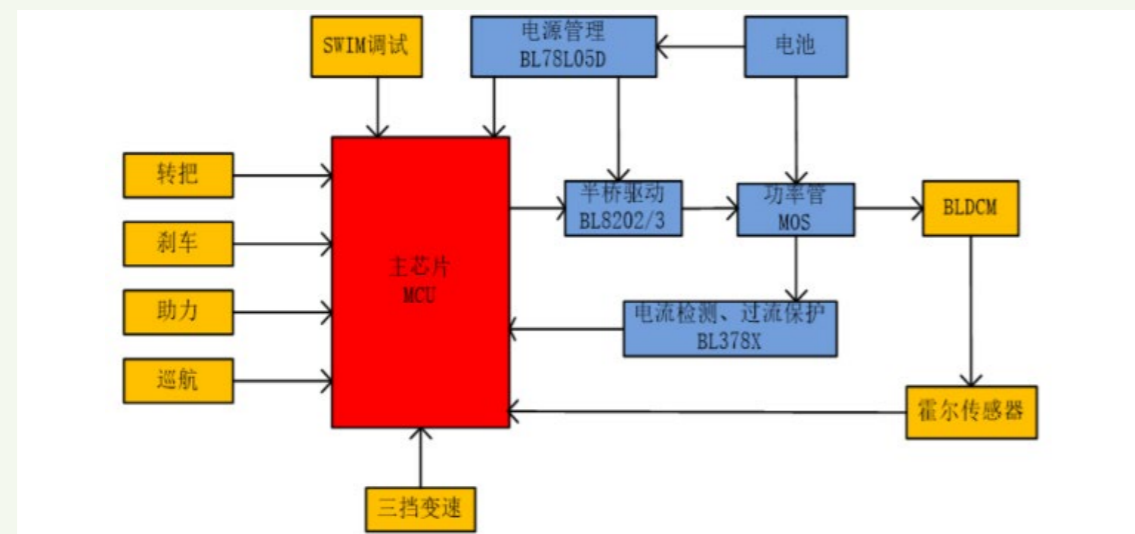 SWIM调试
电源管理
BL78L05D
电池
转把
刹车
助力
巡航
主芯片
MCU
半桥驱动
BL8202/3
功率管
MOS
BLDCM
电流检测、过流保护
BL378X
霍尔传感器
三挡变速